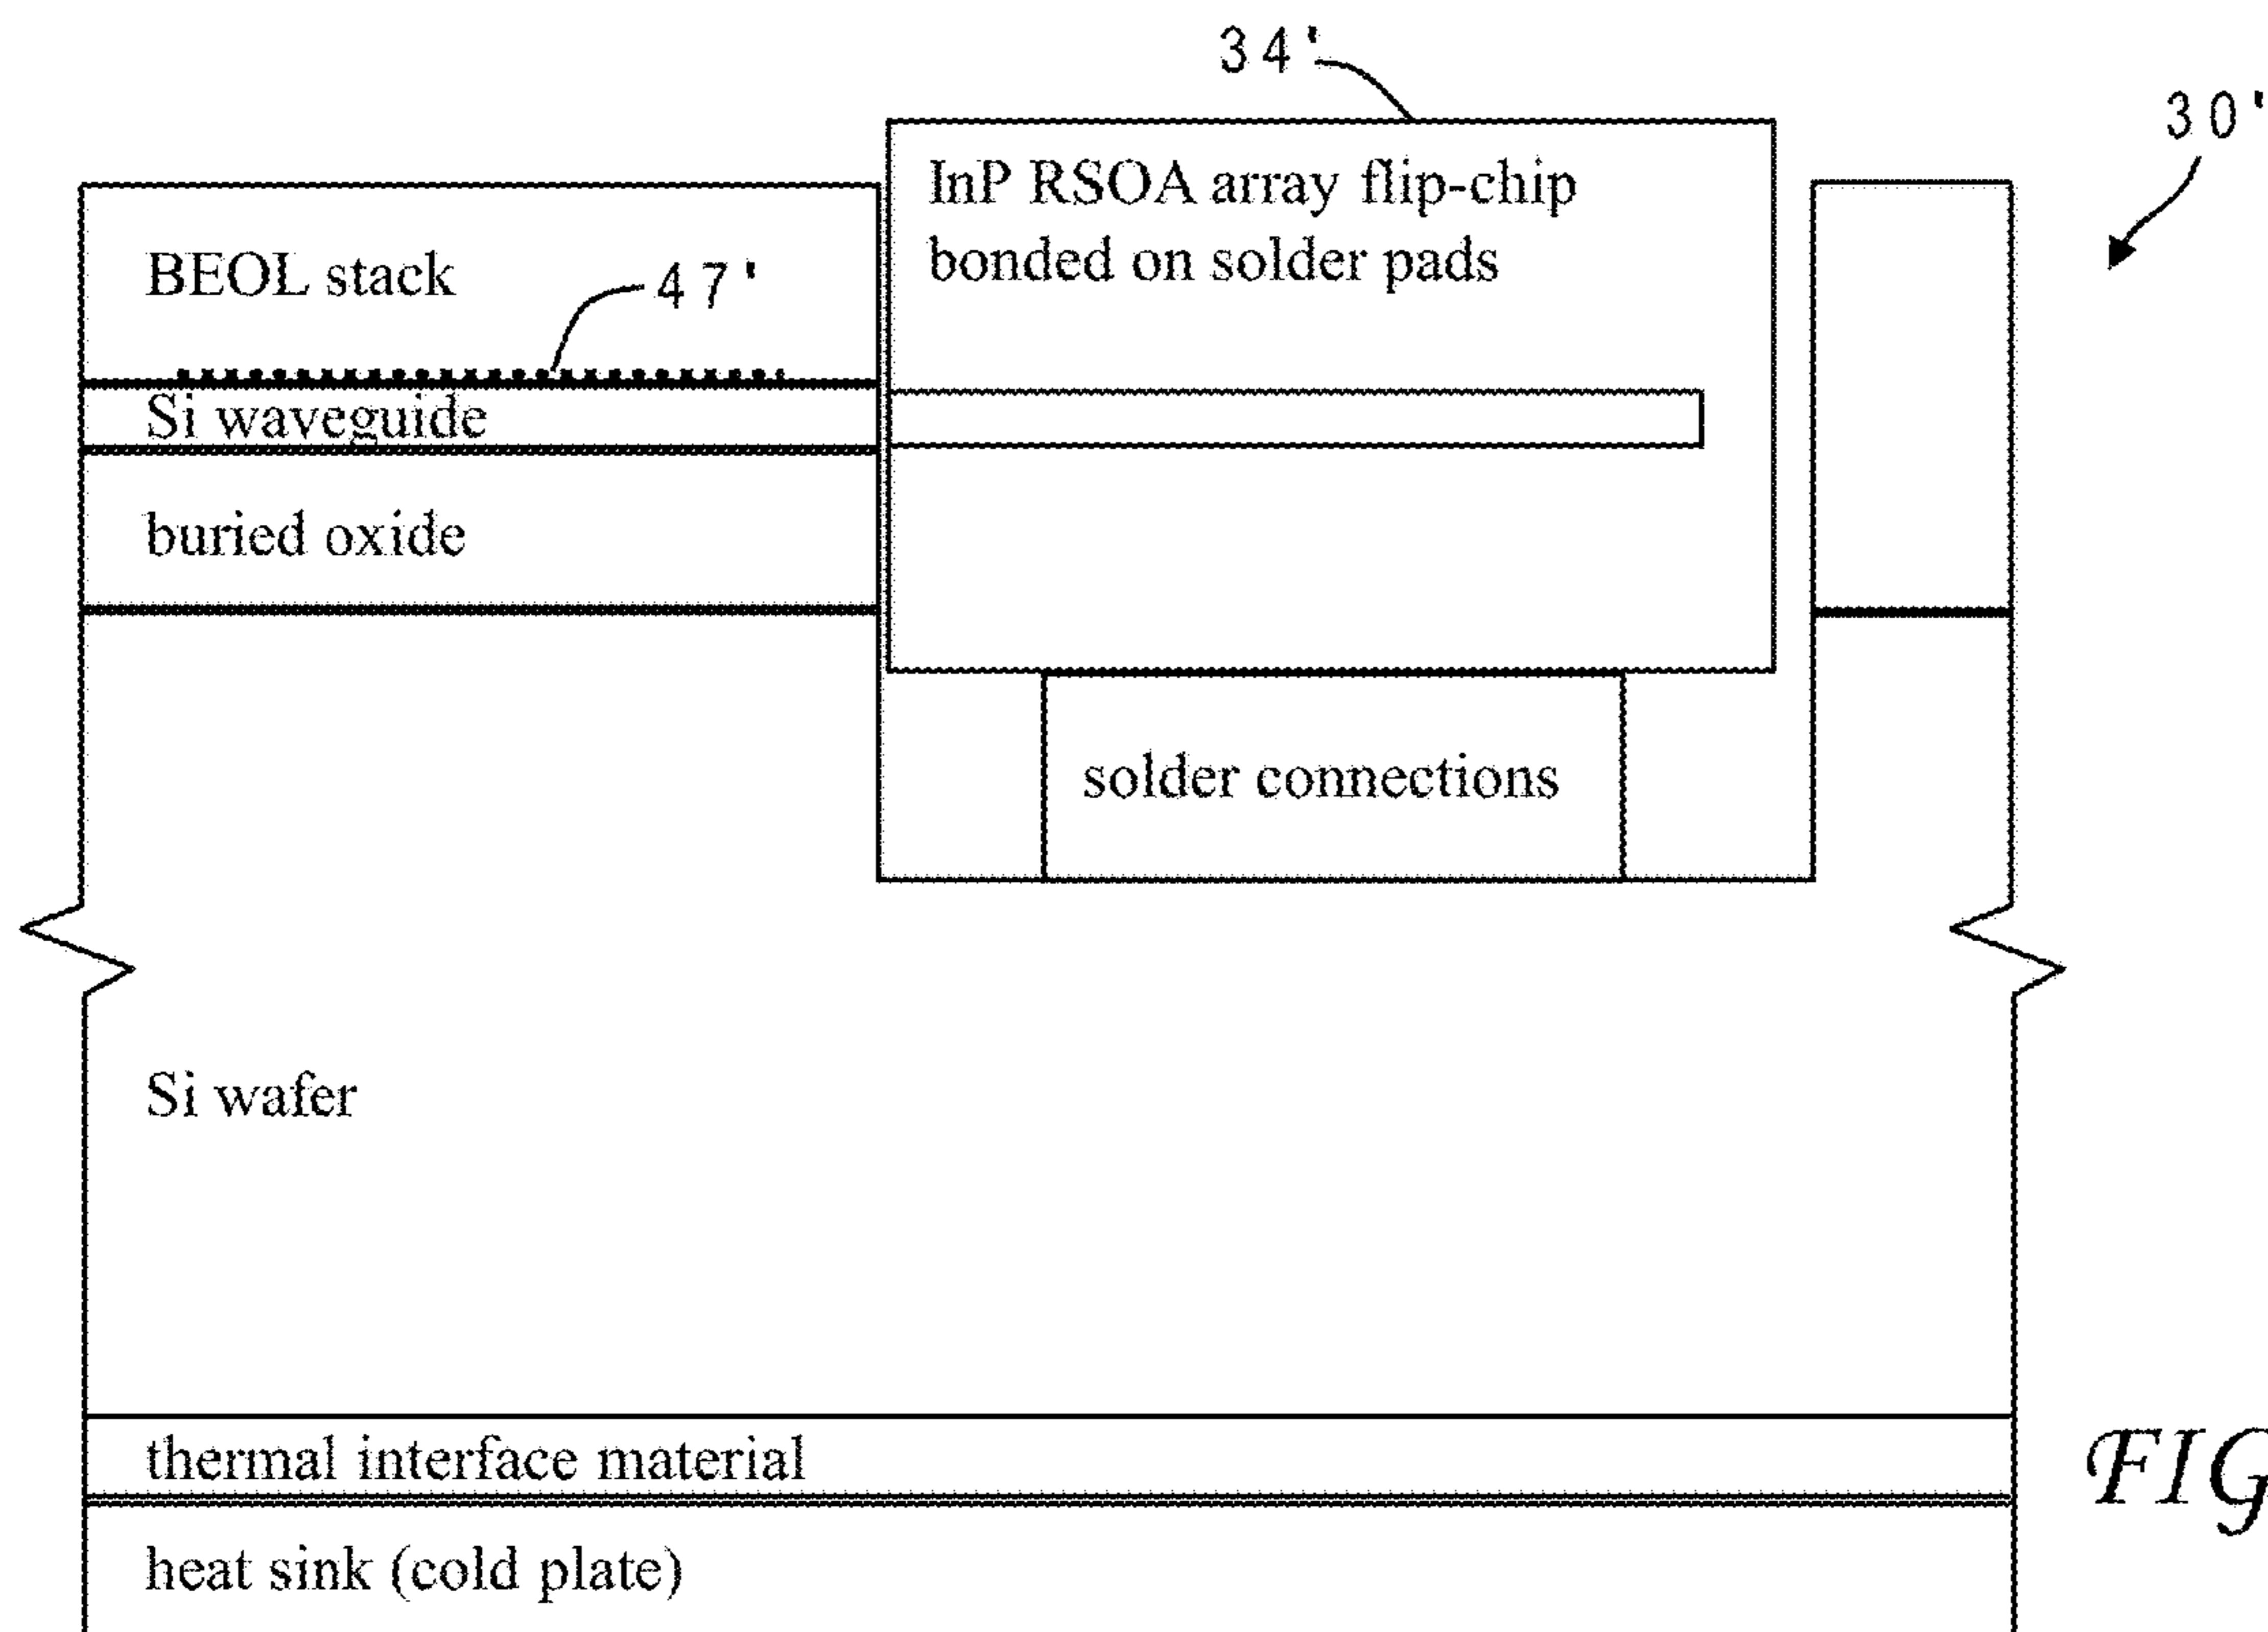 34'
30'
InP RSOA array flip-chip
bonded on solder pads
BEOL stack
47'
Si waveguide
buried oxide
solder connections
Si wafer
thermal interface material
heat sink (cold plate)
FIG